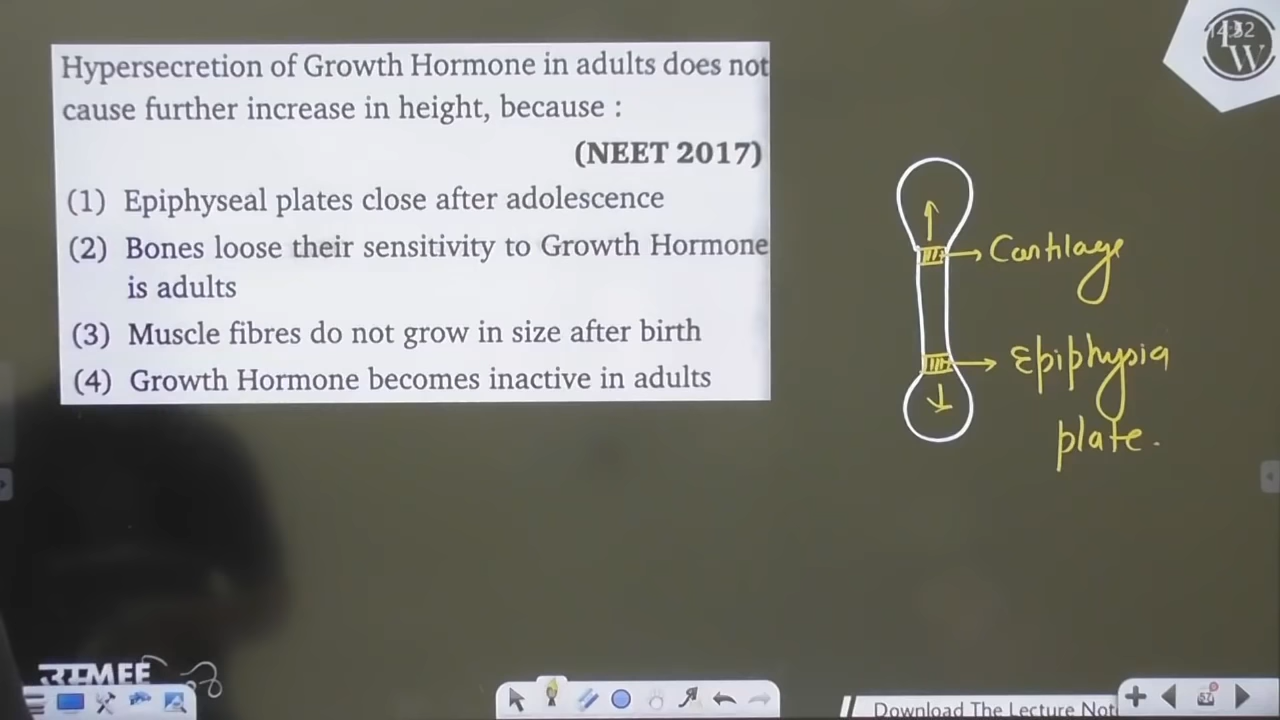 Hypersecretion of Growth Hormone in adults does not
cause further increase in height, because :
(NEET 2017)
(1) Epiphyseal plates close after adolescence
(2) Bones loose their sensitivity to Growth Hormone
is adults
(3) Muscle fibres do not grow in size after birth
(4) Growth Hormone becomes inactive in adults
Cartilage
Epiphysia
plate.
W
Download The Lecture Not